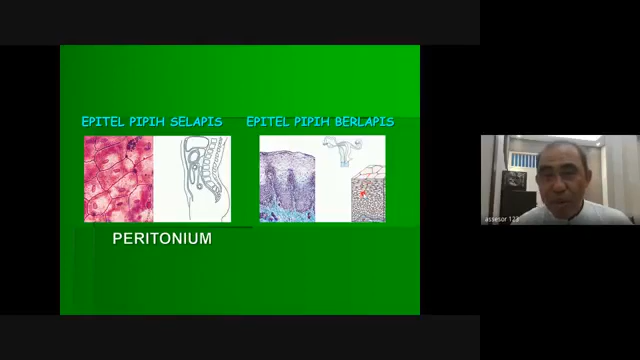 EPITEL PIPIH SELAPIS
EPITEL PIPIH BERLAPIS
PERITONIUM
assesor 123